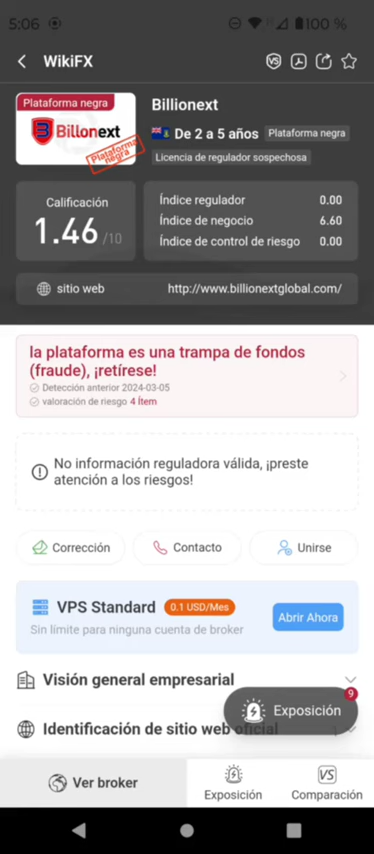 5:06
100 %
WikiFX
VS
Plataforma negra
Billionext
Plataforma
negra
Billionext
De 2 a 5 años
Plataforma negra
Licencia de regulador sospechosa
Calificación
1.46 /10
Índice regulador 0.00
Índice de negocio 6.60
Índice de control de riesgo 0.00
sitio web http://www.billionextglobal.com/
la plataforma es una trampa de fondos
(fraude), ¡retírese!
Detección anterior 2024-03-05
valoración de riesgo 4 Ítem
No información reguladora válida, ¡preste
atención a los riesgos!
Corrección
Contacto
Unirse
VPS Standard 0.1 USD/Mes
Sin límite para ninguna cuenta de broker
Abrir Ahora
Visión general empresarial
9
Exposición
Identificación de sitio web oficial 1
Ver broker
Exposición
VS
Comparación